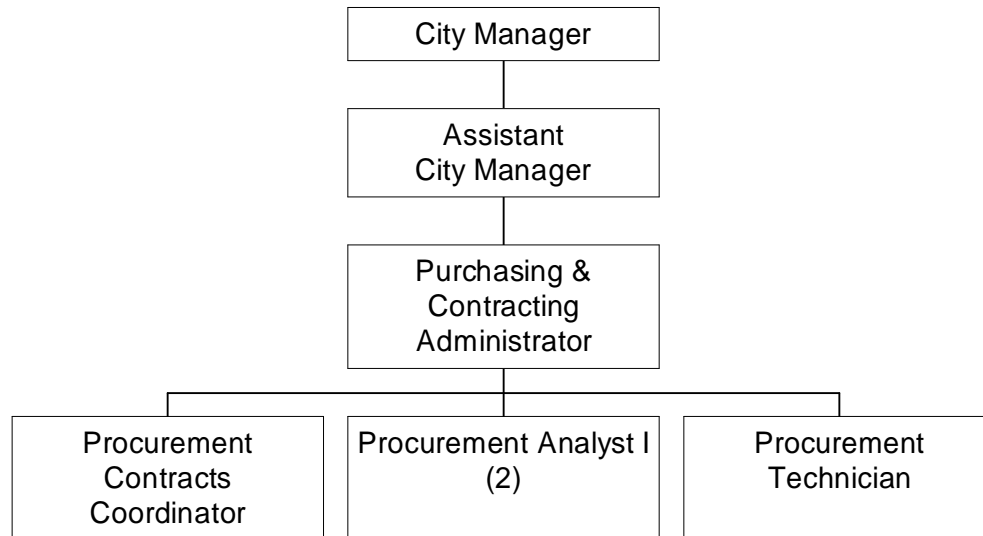 City Manager
Assistant
City Manager
Purchasing &
Contracting
Administrator
Procurement
Contracts
Coordinator
Procurement Analyst I
(2)
Procurement
Technician